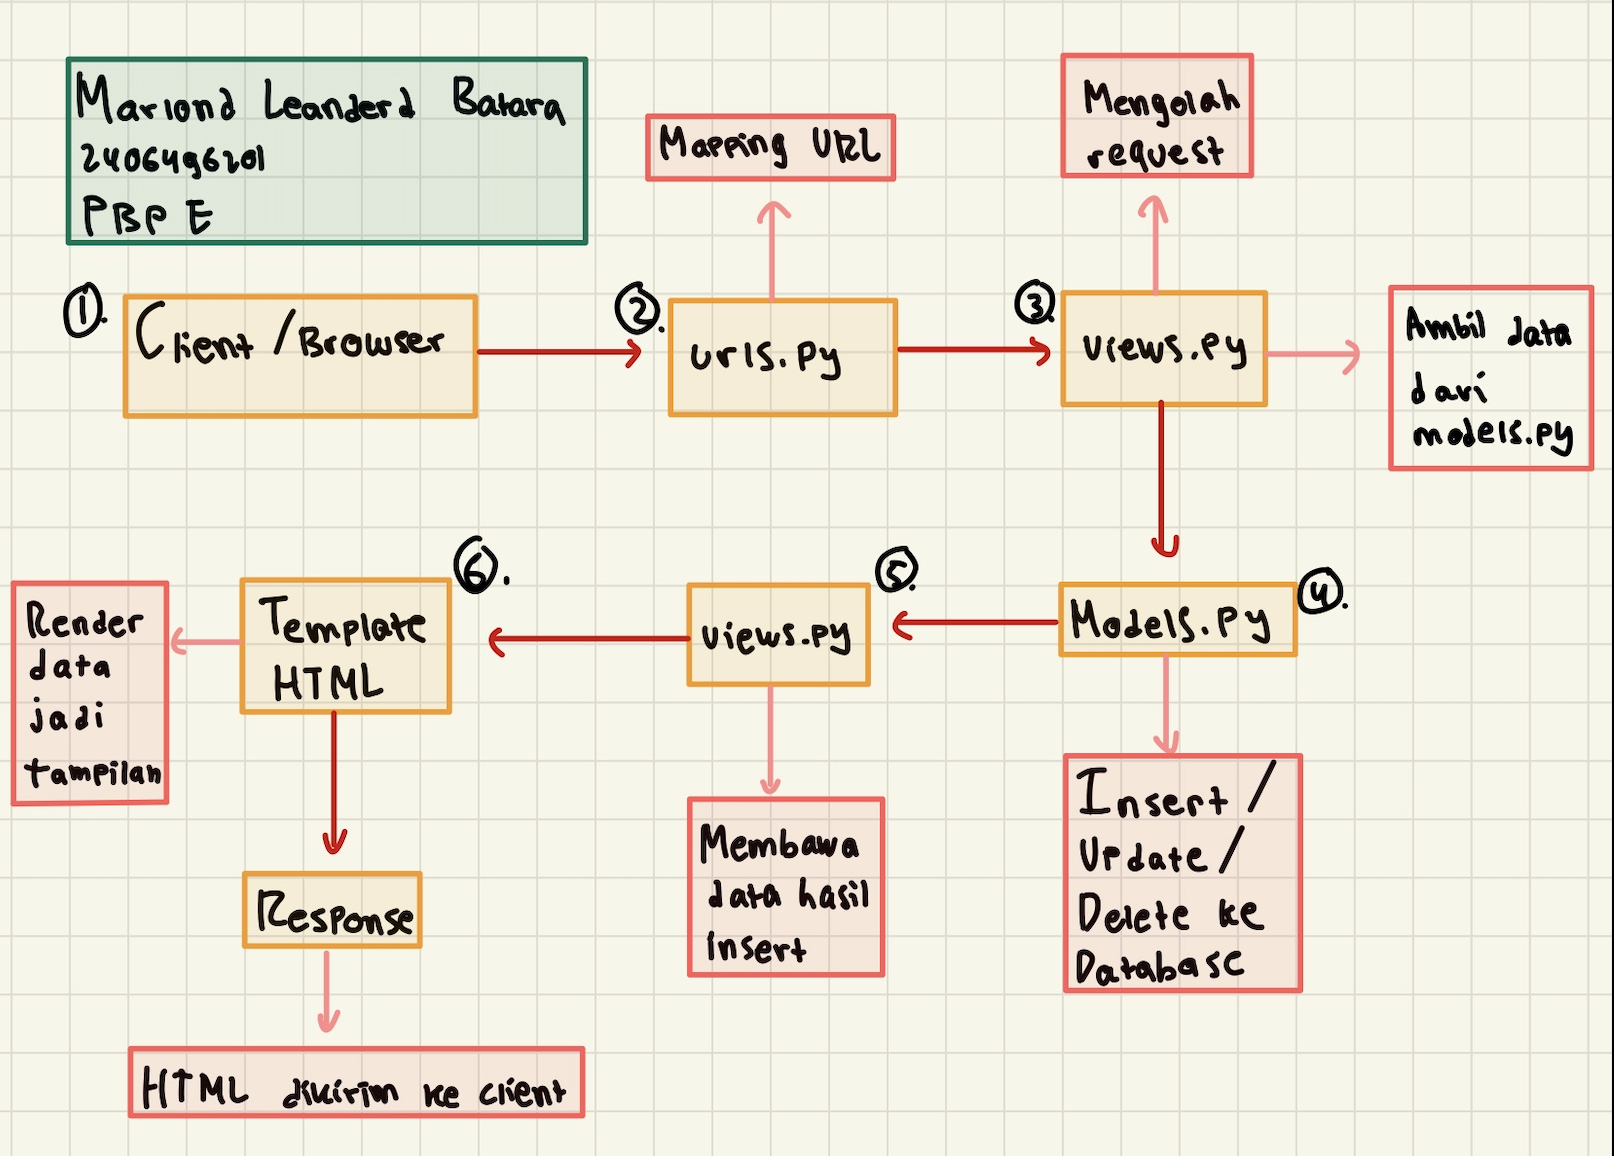 Mariond Leanderd Batara
2406496201
PBP E
Mapping URL
Mengolah
request
1.
Client/Browser
2.
urls.py
3.
views.py
Ambil data
dari
models.py
4.
Models.py
Insert/
Update/
Delete ke
Database
5.
views.py
Membawa
data hasil
insert
6.
Template
HTML
Render
data
jadi
tampilan
Response
HTML dikirim ke client